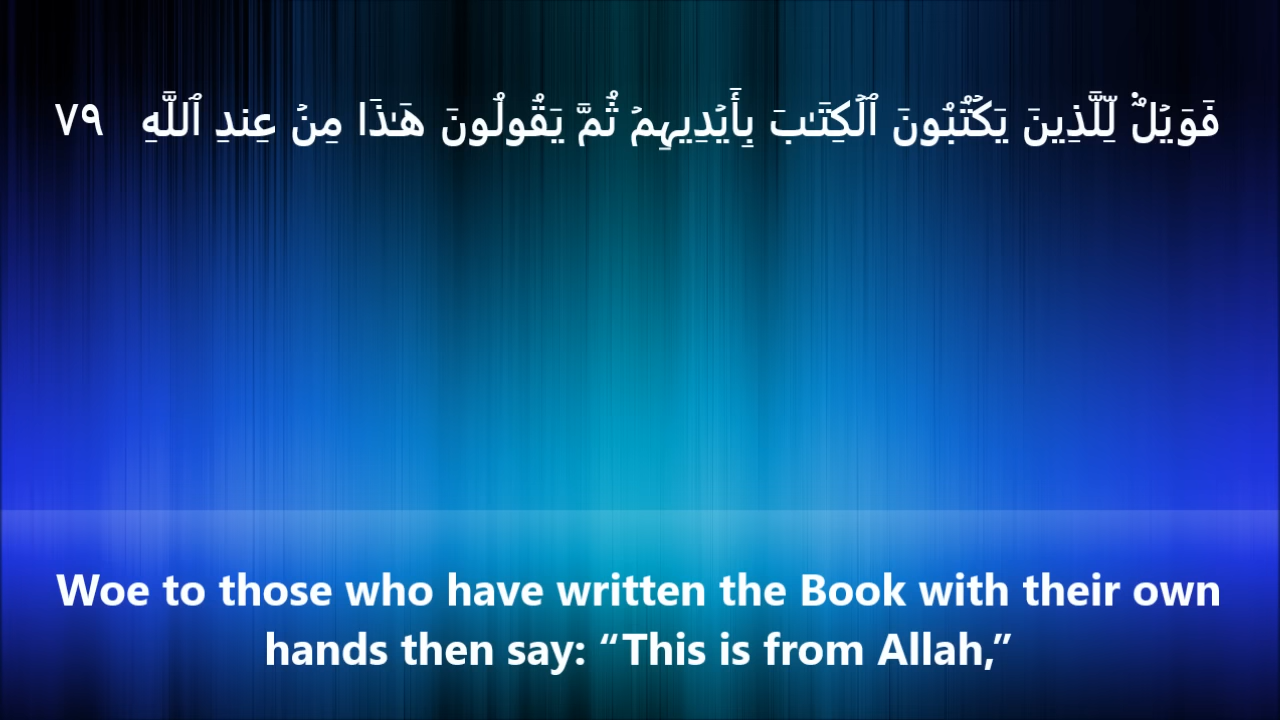 فَوَيۡلٞ لِّلَّذِينَ يَكۡتُبُونَ ٱلۡكِتَٰبَ بِأَيۡدِيهِمۡ ثُمَّ يَقُولُونَ هَٰذَا مِنۡ عِندِ ٱللَّهِ ٧٩
Woe to those who have written the Book with their own
hands then say: “This is from Allah,”